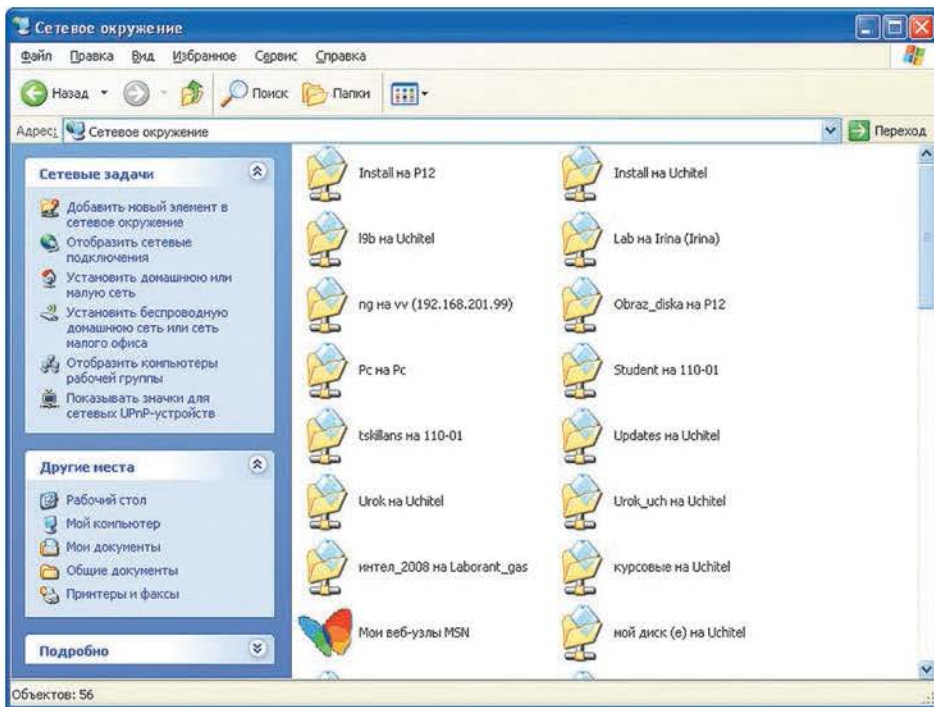 Сетевое окружение
Файл Правка Вид Избранное Сервис Справка
Назад Поиск Папки
Адрес: Сетевое окружение Переход
Сетевые задачи
Добавить новый элемент в
сетевое окружение
Отобразить сетевые
подключения
Установить домашнюю или
малую сеть
Установить беспроводную
домашнюю сеть или сеть
малого офиса
Отобразить компьютеры
рабочей группы
Показывать значки для
сетевых UPnP-устройств
Другие места
Рабочий стол
Мой компьютер
Мои документы
Общие документы
Принтеры и факсы
Подробно
Install на P12
Install на Uchitel
l9b на Uchitel
Lab на Irina (Irina)
ng на vv (192.168.201.99)
Obraz_diska на P12
Pc на Pc
Student на 110-01
tskillans на 110-01
Updates на Uchitel
Urok на Uchitel
Urok_uch на Uchitel
интел_2008 на Laborant_gas
курсовые на Uchitel
Мои веб-узлы MSN
мой диск (e) на Uchitel
Объектов: 56